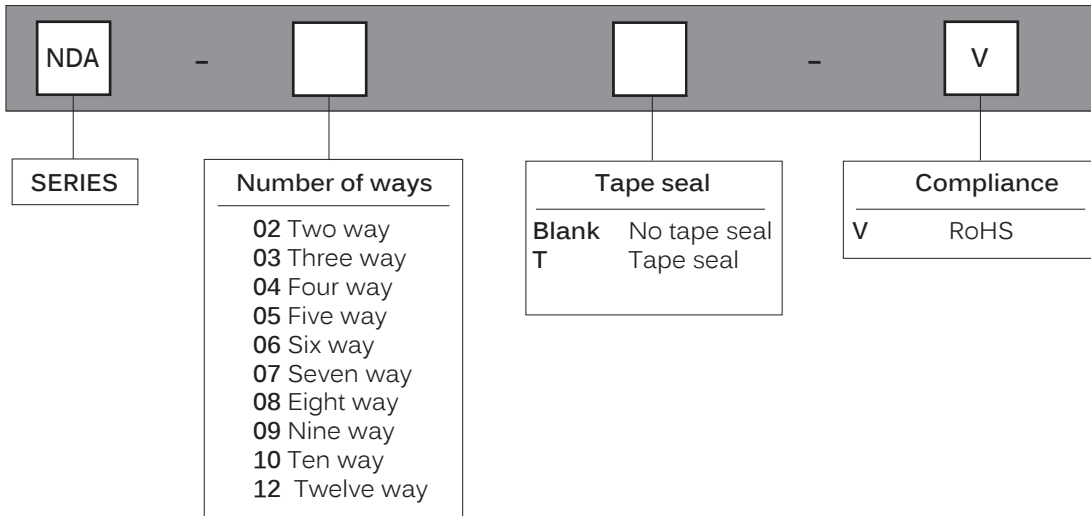 NDA - - V
SERIES
Number of ways
02 Two way
03 Three way
04 Four way
05 Five way
06 Six way
07 Seven way
08 Eight way
09 Nine way
10 Ten way
12 Twelve way
Tape seal
Blank No tape seal
T Tape seal
Compliance
V RoHS